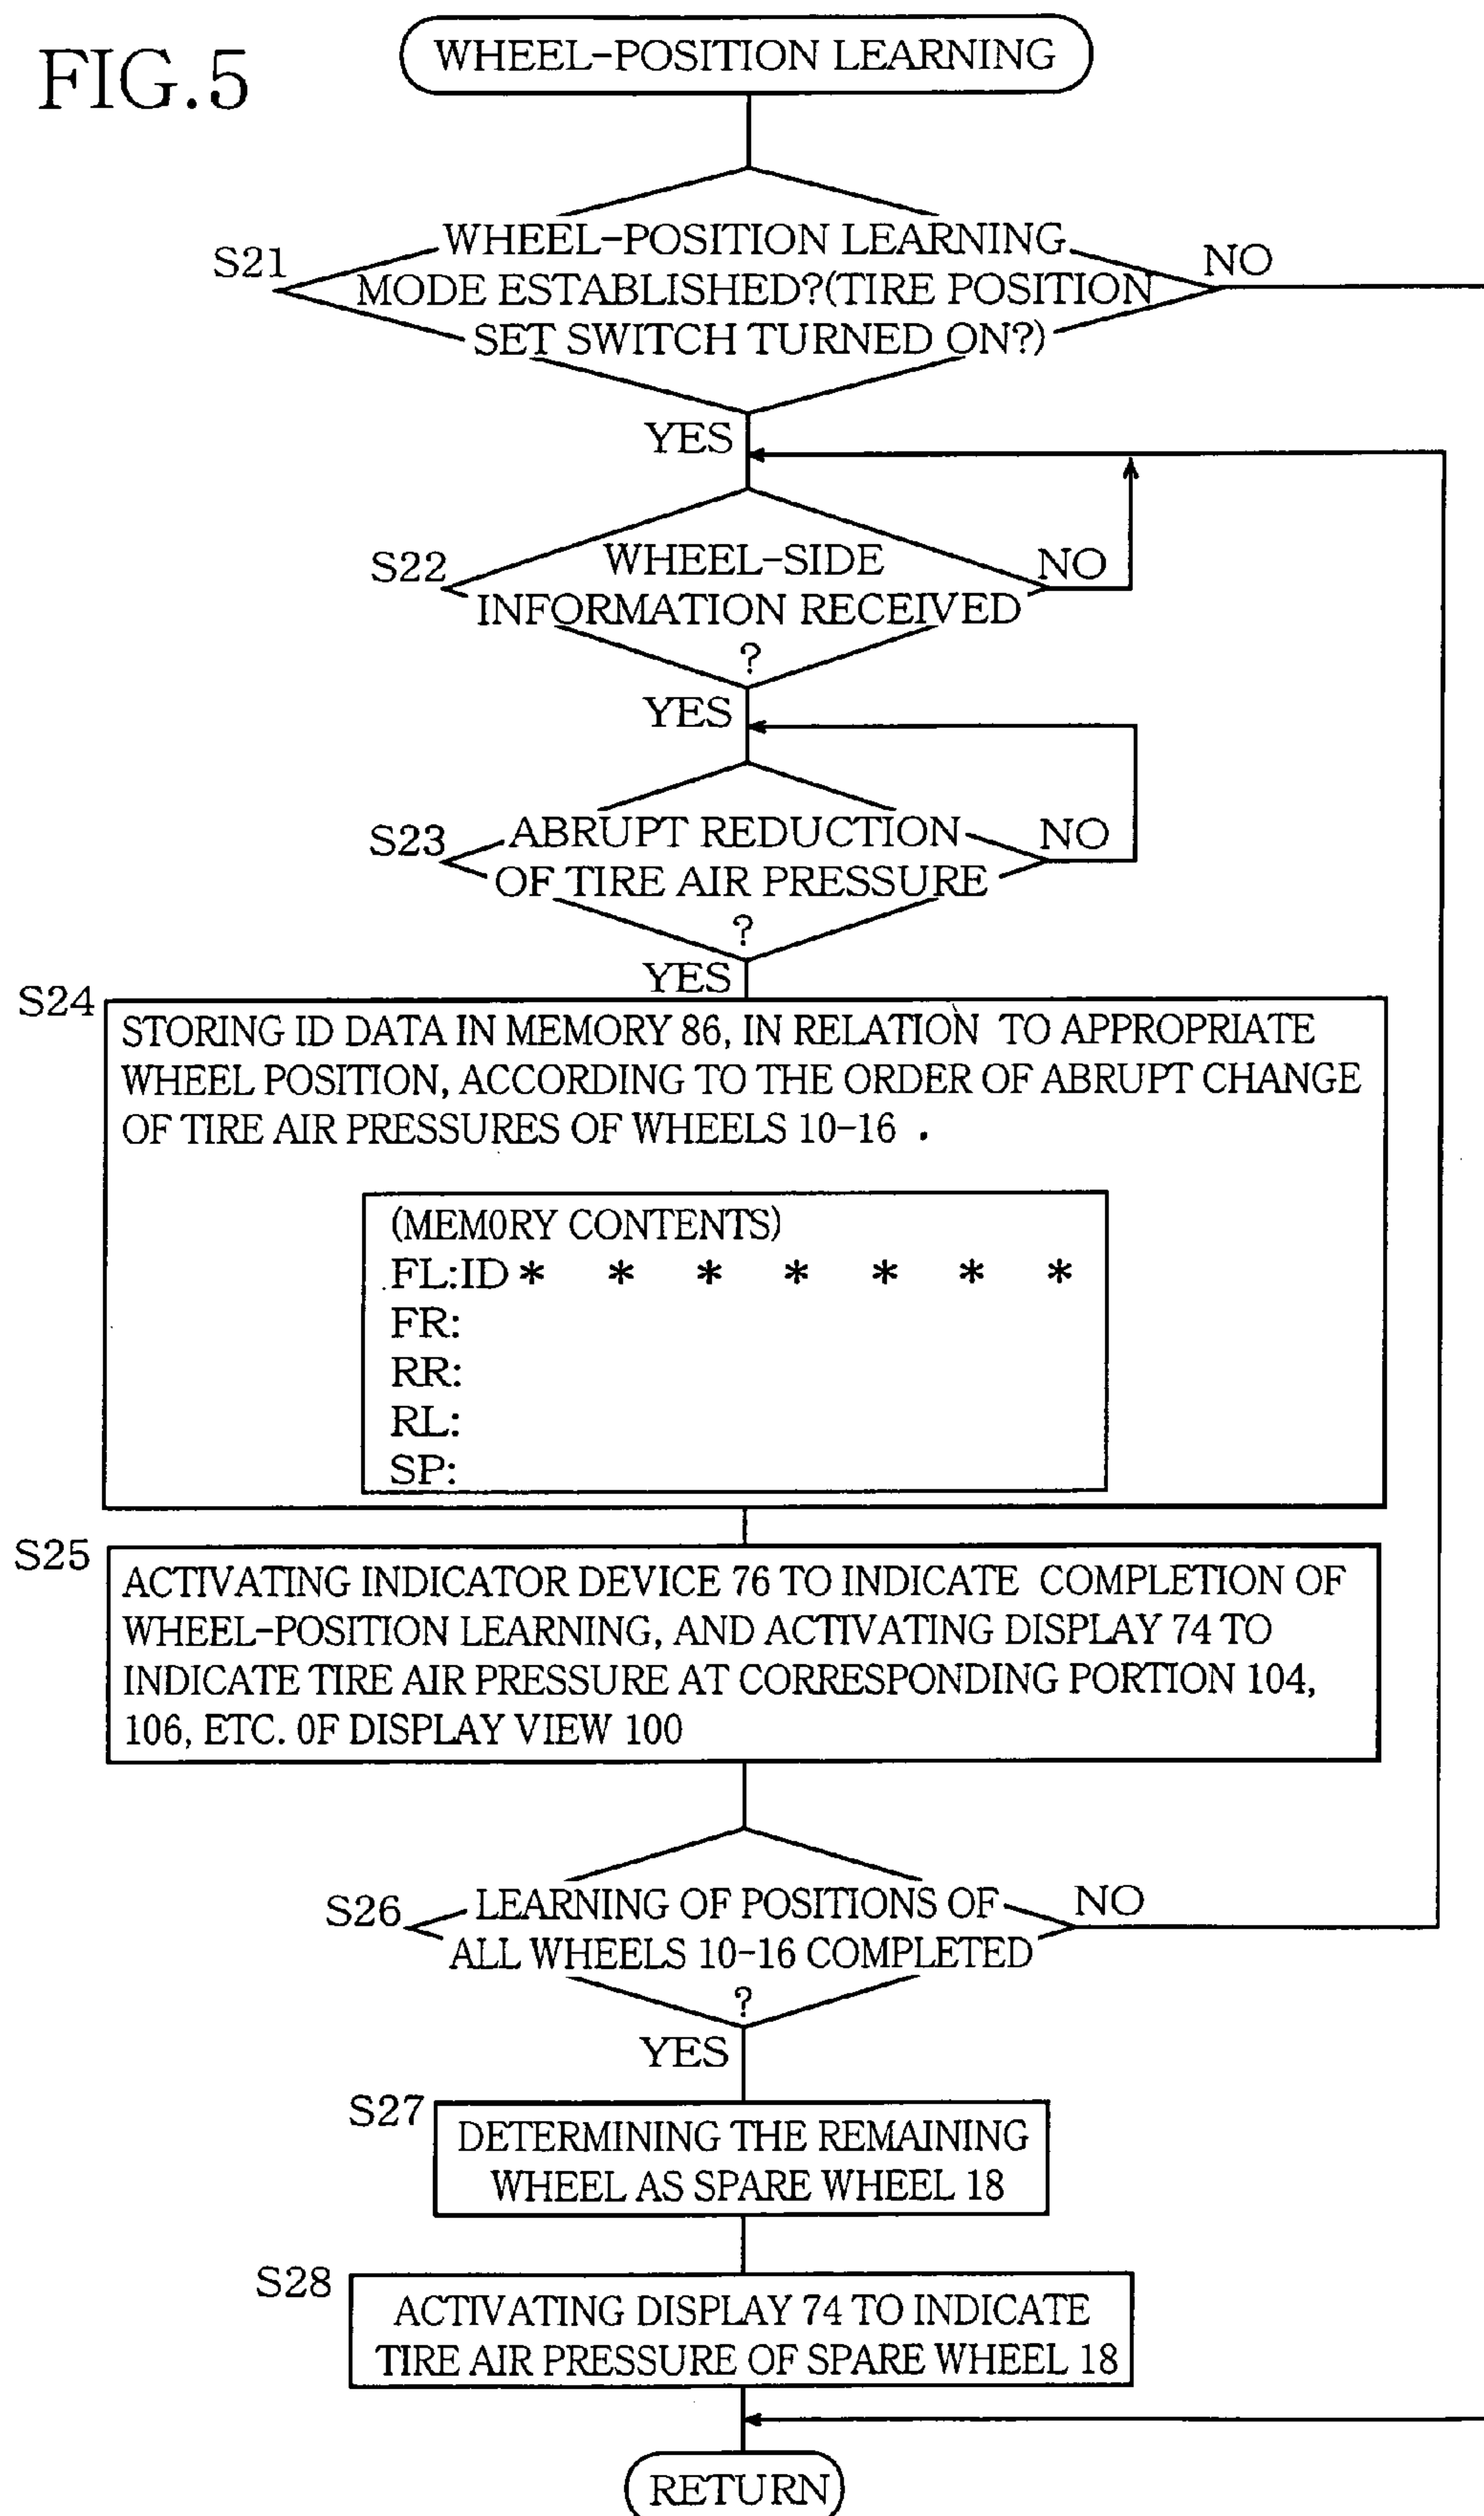 FIG.5
WHEEL-POSITION LEARNING
S21
WHEEL-POSITION LEARNING
MODE ESTABLISHED?(TIRE POSITION
SET SWITCH TURNED ON?)
NO
YES
S22
WHEEL-SIDE
INFORMATION RECEIVED
?
NO
YES
S23
ABRUPT REDUCTION
OF TIRE AIR PRESSURE
?
NO
YES
S24
STORING ID DATA IN MEMORY 86, IN RELATION TO APPROPRIATE
WHEEL POSITION, ACCORDING TO THE ORDER OF ABRUPT CHANGE
OF TIRE AIR PRESSURES OF WHEELS 10-16 .
(MEMORY CONTENTS)
FL:ID * * * * * * *
FR:
RR:
RL:
SP:
S25
ACTIVATING INDICATOR DEVICE 76 TO INDICATE COMPLETION OF
WHEEL-POSITION LEARNING, AND ACTIVATING DISPLAY 74 TO
INDICATE TIRE AIR PRESSURE AT CORRESPONDING PORTION 104,
106, ETC. OF DISPLAY VIEW 100
S26
LEARNING OF POSITIONS OF
ALL WHEELS 10-16 COMPLETED
?
NO
YES
S27
DETERMINING THE REMAINING
WHEEL AS SPARE WHEEL 18
S28
ACTIVATING DISPLAY 74 TO INDICATE
TIRE AIR PRESSURE OF SPARE WHEEL 18
RETURN